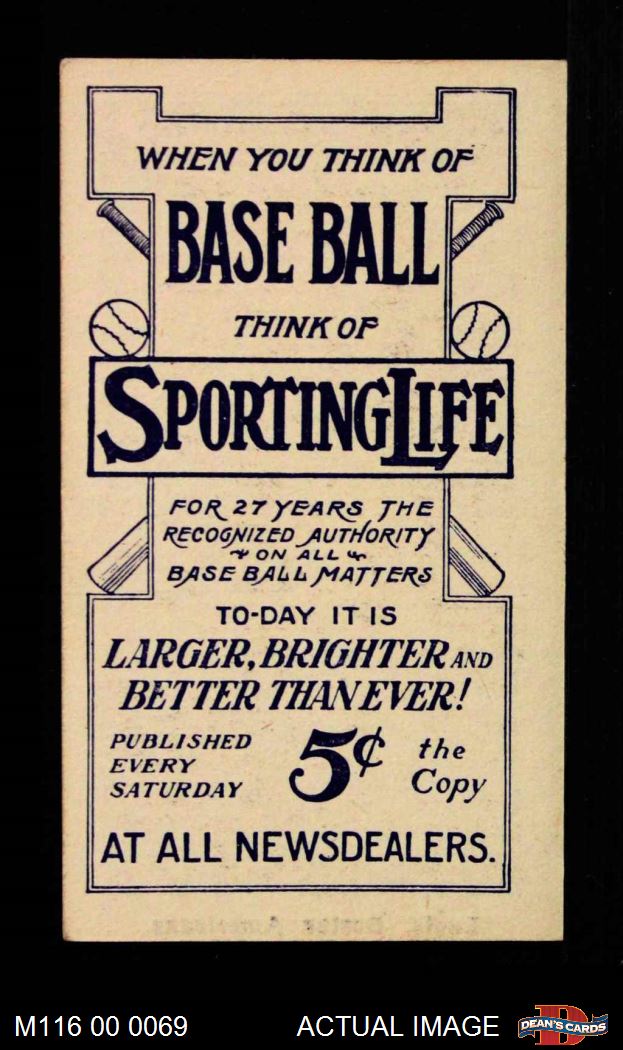 WHEN YOU THINK OF
BASE BALL
THINK OF
SPORTING LIFE
FOR 27 YEARS THE
RECOGNIZED AUTHORITY
ON ALL
BASE BALL MATTERS
TO-DAY IT IS
LARGER, BRIGHTER AND
BETTER THAN EVER!
PUBLISHED
EVERY
SATURDAY
5¢
the
Copy
AT ALL NEWSDEALERS.
M116 00 0069
ACTUAL IMAGE
D
DEAN'S CARDS